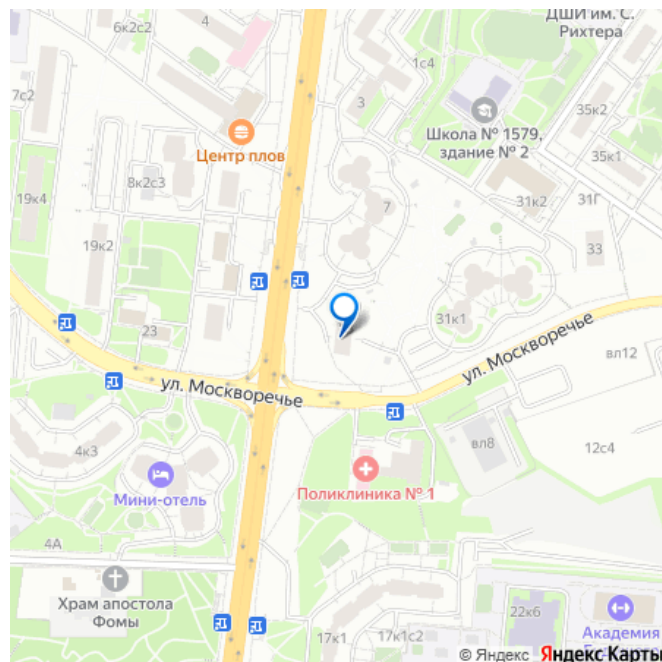 ДШИ им. С.
Рихтера
6к2с2
1с4
7с2
3
35к2
Школа № 1579,
здание № 2
Центр плов
35к1
8к2с3
19к4
31к2
31Г
7
19к2
33
31к1
23
ул. Москворечье
вл12
ул. Москворечье
вл8
12с4
4к3
Поликлиника № 1
Мини-отель
4А
Храм апостола
Фомы
22к6
17к1
17к1с2
Академия
© Яндекс Яндекс Карты